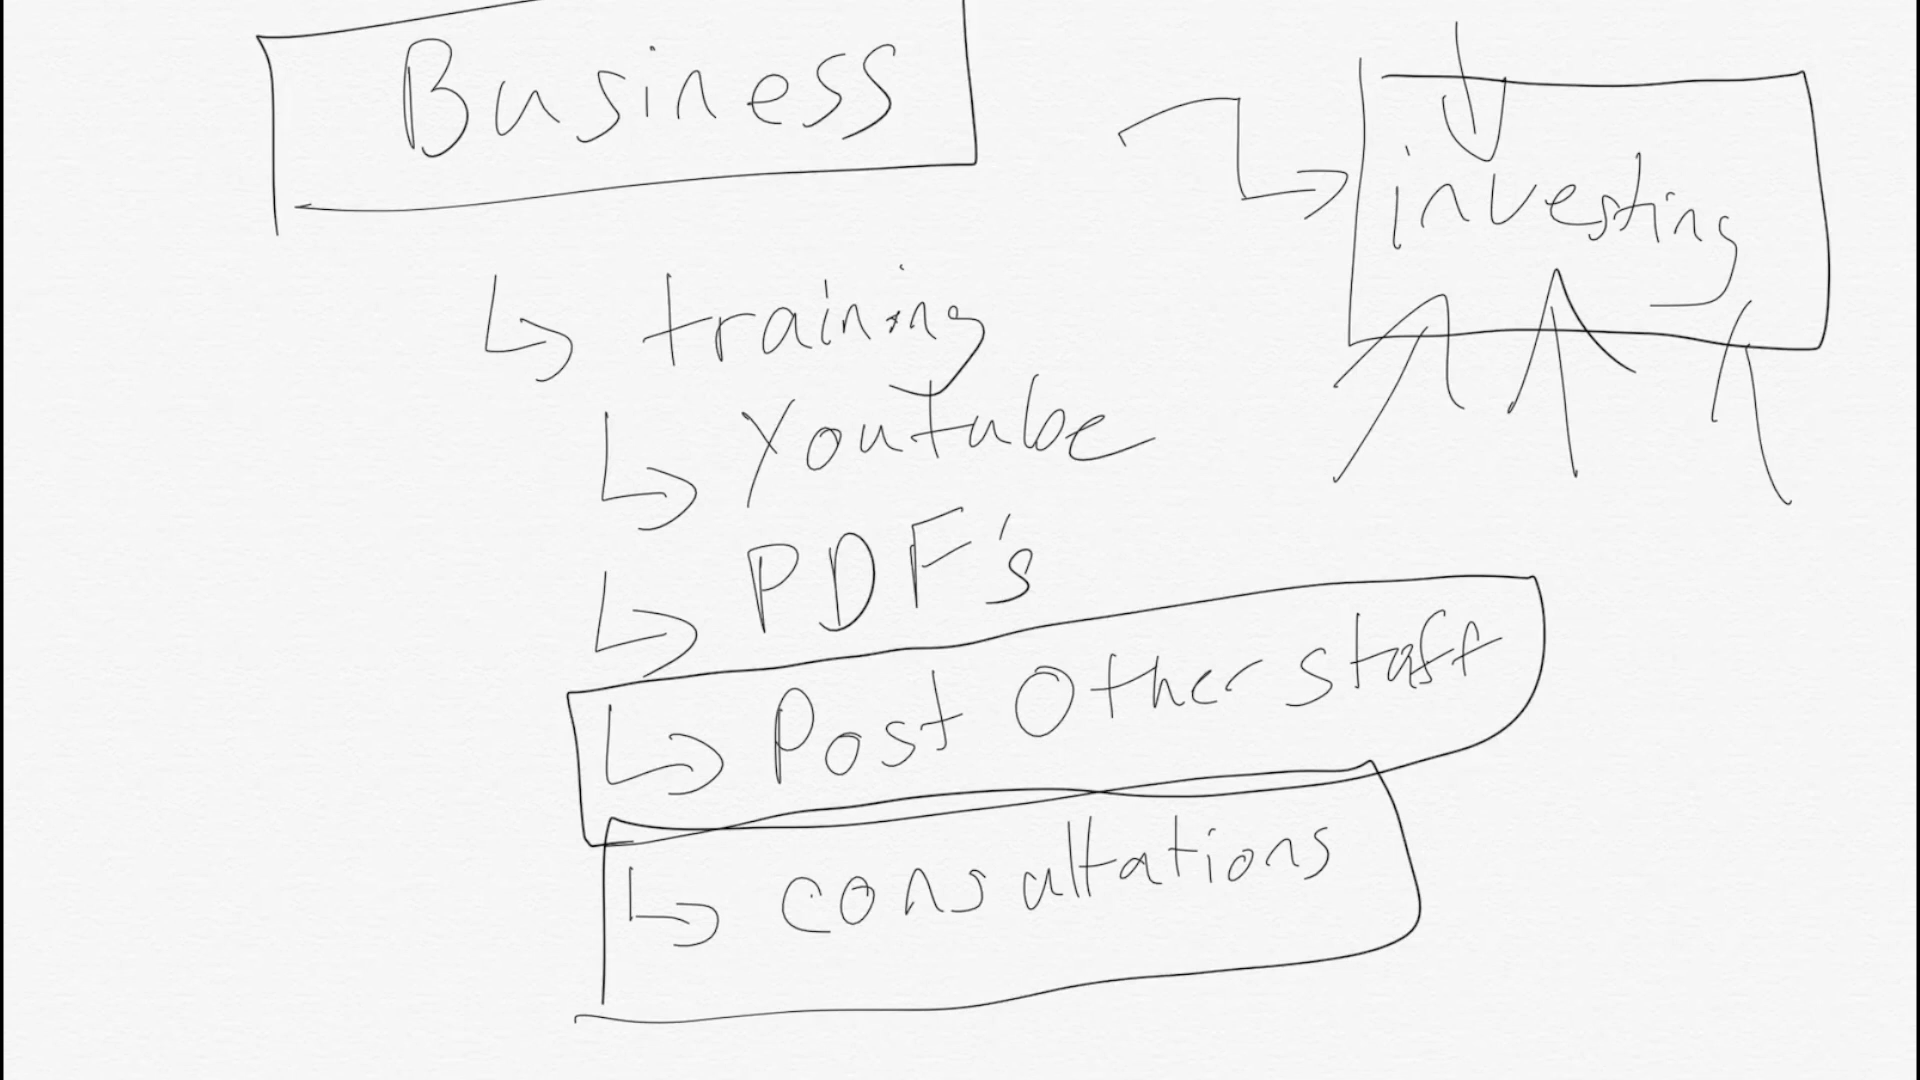 Business
investing
training
Youtube
PDF's
Post Other staff
consultations